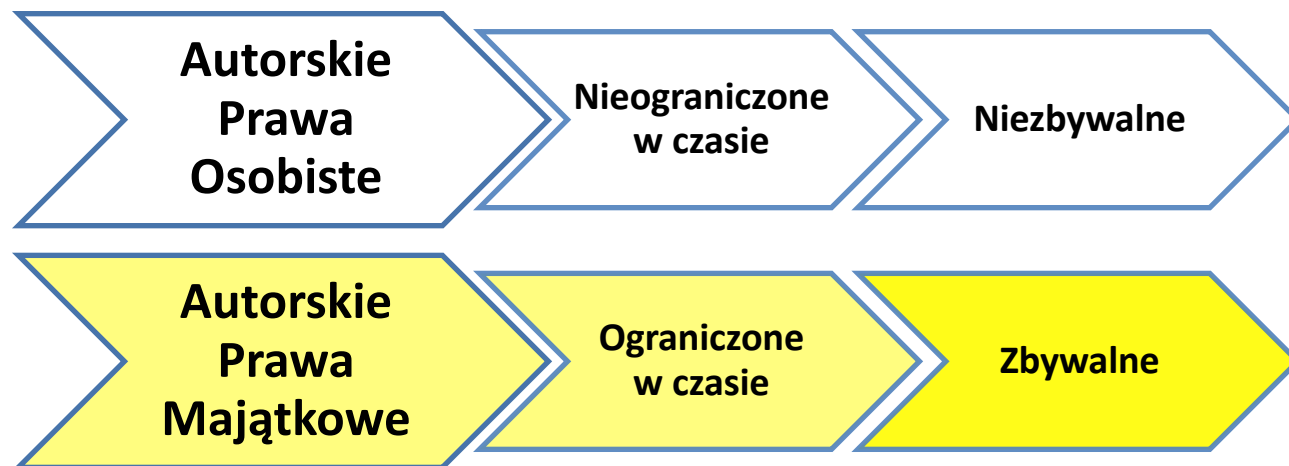 Autorskie
Prawa
Osobiste
Nieograniczone
w czasie
Niezbywalne
Autorskie
Prawa
Majątkowe
Ograniczone
w czasie
Zbywalne